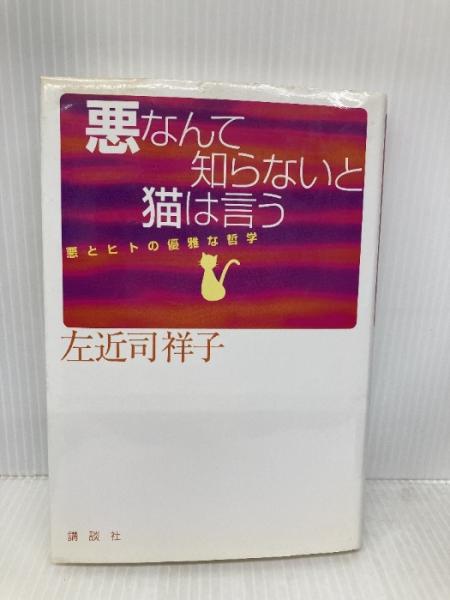 悪なんて
知らないと
猫は言う
悪とヒトの優雅な哲学
左近司祥子
講談社